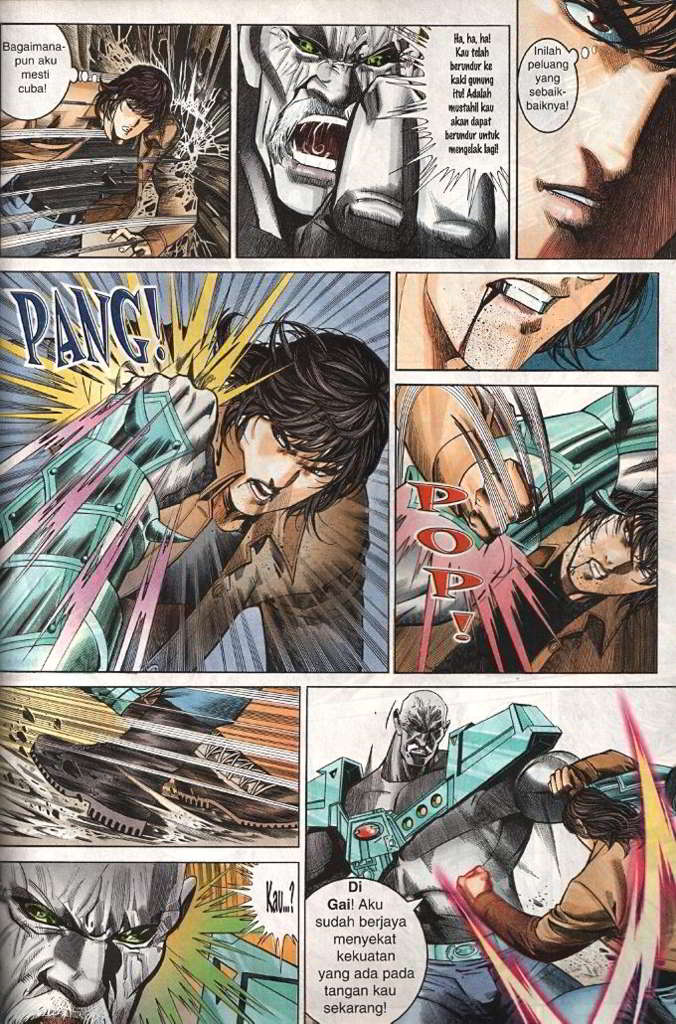 Bagaimana-
pun aku
mesti
cuba!
Ha, ha, ha!
Kau telah
berundur ke
kaki gunung
itu! Adalah
mustahil kau
akan dapat
berundur untuk
mengelak lagi!
Inilah
peluang
yang
sebaik-
baiknya!
PANG!
POP!
Kau...?
Di
Gai! Aku
sudah berjaya
menyekat
kekuatan
yang ada pada
tangan kau
sekarang!